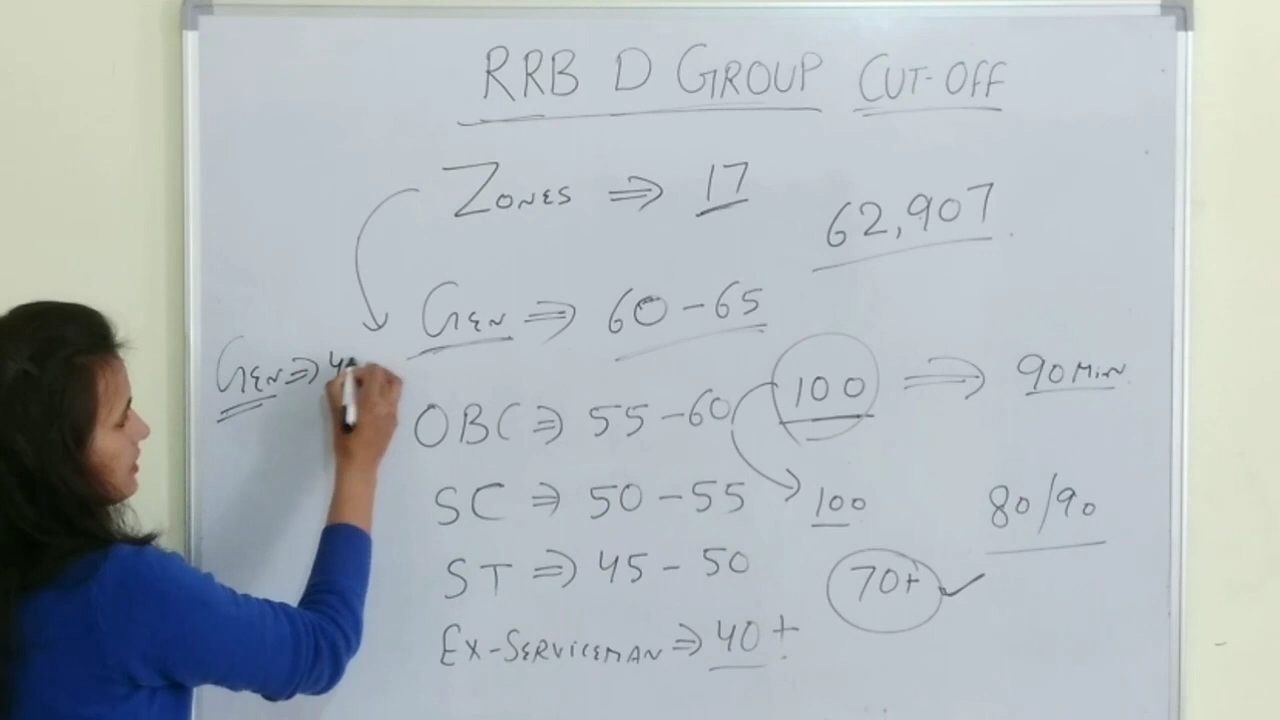 RRB D GROUP CUT-OFF
ZONES ⇒ 17
62,907
GEN ⇒ 60-65
GEN ⇒ 4
100 ⇒ 90 MIN
OBC ⇒ 55-60
SC ⇒ 50-55
100
80/90
ST ⇒ 45-50
70+ ✓
EX-SERVICEMAN ⇒ 40+